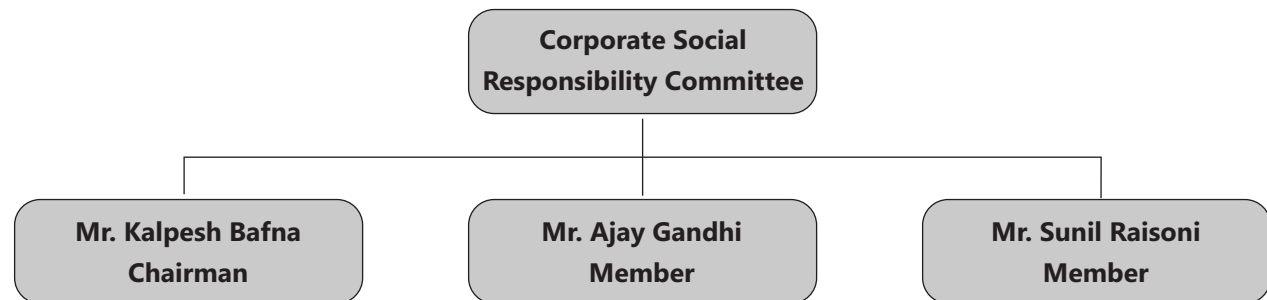 Corporate Social
Responsibility Committee
Mr. Kalpesh Bafna
Chairman
Mr. Ajay Gandhi
Member
Mr. Sunil Raisoni
Member